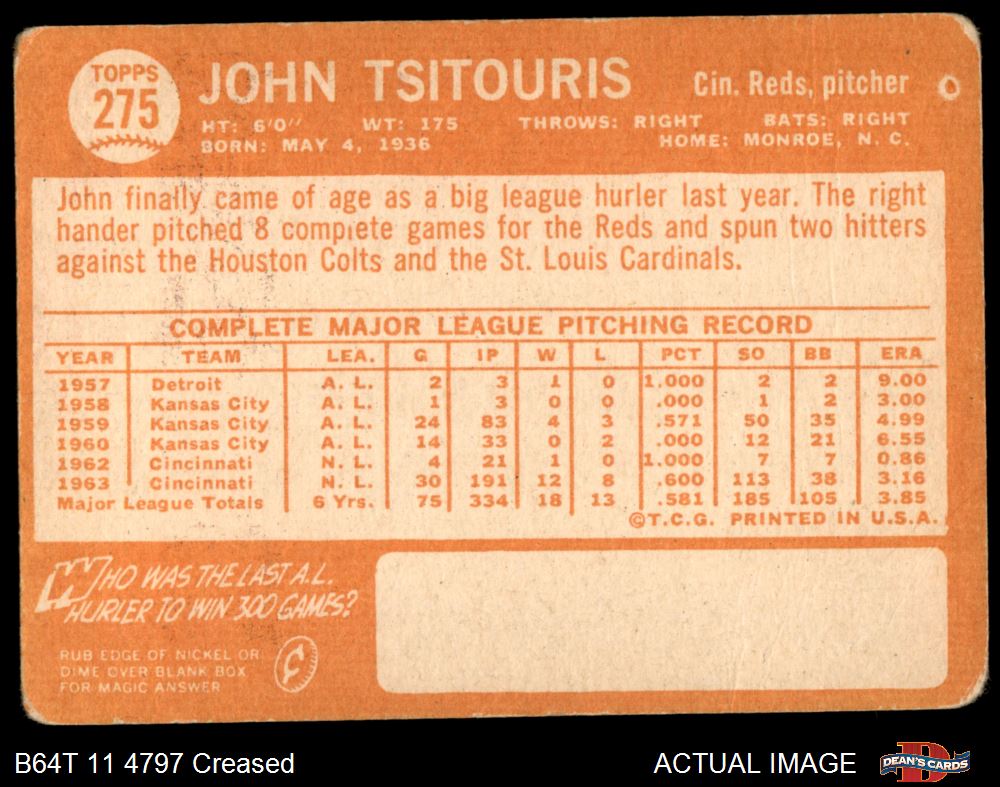 TOPPS
275
JOHN TSITOURIS
Cin. Reds, pitcher
HT: 6'0" WT: 175 THROWS: RIGHT BATS: RIGHT
BORN: MAY 4, 1936 HOME: MONROE, N. C.
John finally came of age as a big league hurler last year. The right
hander pitched 8 complete games for the Reds and spun two hitters
against the Houston Colts and the St. Louis Cardinals.
COMPLETE MAJOR LEAGUE PITCHING RECORD
YEAR TEAM LEA. G IP W L PCT SO BB ERA
1957 Detroit A. L. 2 3 1 0 1.000 2 2 9.00
1958 Kansas City A. L. 1 3 0 0 .000 1 2 3.00
1959 Kansas City A. L. 24 83 4 3 .571 50 35 4.99
1960 Kansas City A. L. 14 33 0 2 .000 12 21 6.55
1962 Cincinnati N. L. 4 21 1 0 1.000 7 7 0.86
1963 Cincinnati N. L. 30 191 12 8 .600 113 38 3.16
Major League Totals 6 Yrs. 75 334 18 13 .581 185 105 3.85
©T.C.G. PRINTED IN U.S.A.
WHO WAS THE LAST A.L.
HURLER TO WIN 300 GAMES?
RUB EDGE OF NICKEL OR
DIME OVER BLANK BOX
FOR MAGIC ANSWER
¢
B64T 11 4797 Creased
ACTUAL IMAGE
DEAN'S CARDS